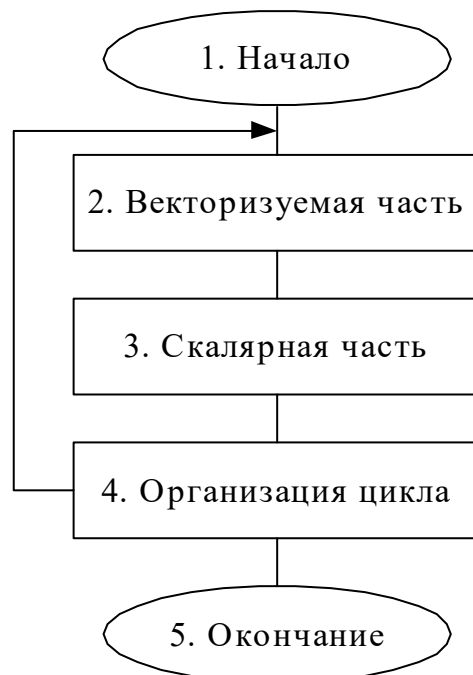 1. Начало
2. Векторизуемая часть
3. Скалярная часть
4. Организация цикла
5. Окончание